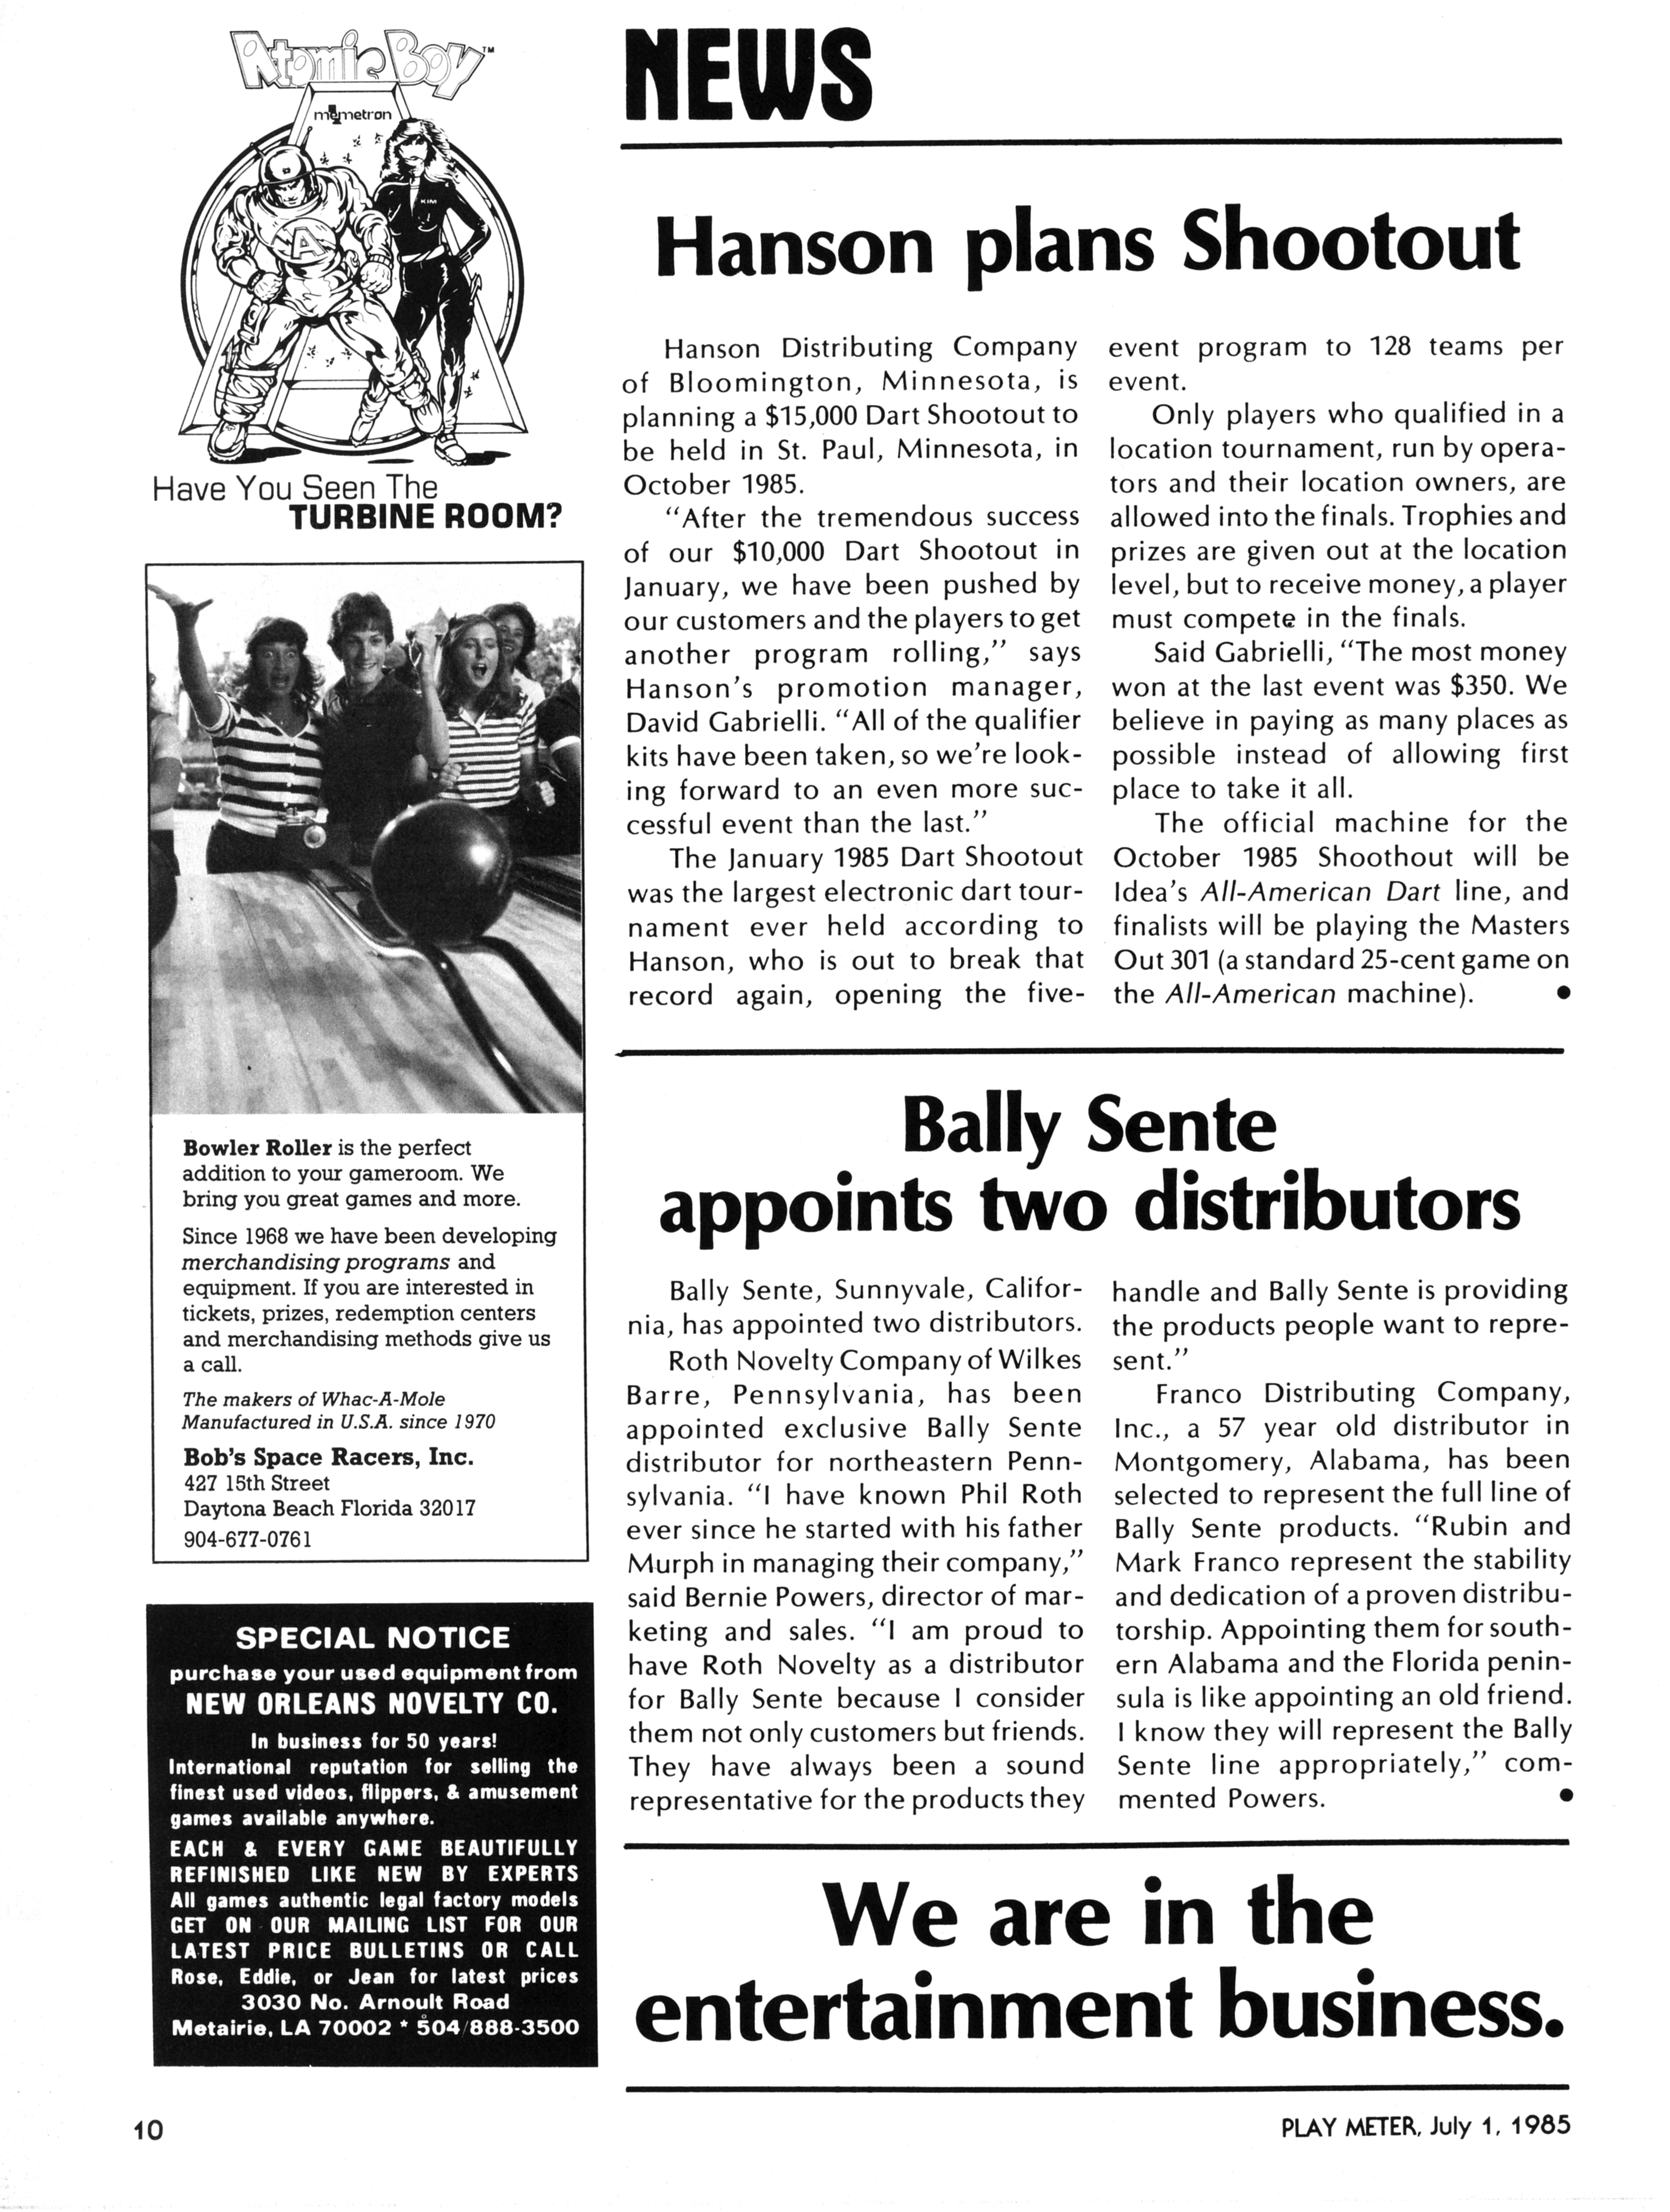 Atomic Boy™
memetron
KIM
A
Have You Seen The
TURBINE ROOM?
Bowler Roller is the perfect
addition to your gameroom. We
bring you great games and more.
Since 1968 we have been developing
merchandising programs and
equipment. If you are interested in
tickets, prizes, redemption centers
and merchandising methods give us
a call.
The makers of Whac-A-Mole
Manufactured in U.S.A. since 1970
Bob's Space Racers, Inc.
427 15th Street
Daytona Beach Florida 32017
904-677-0761
SPECIAL NOTICE
purchase your used equipment from
NEW ORLEANS NOVELTY CO.
In business for 50 years!
International reputation for selling the
finest used videos, flippers, & amusement
games available anywhere.
EACH & EVERY GAME BEAUTIFULLY
REFINISHED LIKE NEW BY EXPERTS
All games authentic legal factory models
GET ON OUR MAILING LIST FOR OUR
LATEST PRICE BULLETINS OR CALL
Rose, Eddie, or Jean for latest prices
3030 No. Arnoult Road
Metairie, LA 70002 * 504/888-3500
NEWS
Hanson plans Shootout
Hanson Distributing Company
of Bloomington, Minnesota, is
planning a $15,000 Dart Shootout to
be held in St. Paul, Minnesota, in
October 1985.
"After the tremendous success
of our $10,000 Dart Shootout in
January, we have been pushed by
our customers and the players to get
another program rolling," says
Hanson's promotion manager,
David Gabrielli. "All of the qualifier
kits have been taken, so we're look-
ing forward to an even more suc-
cessful event than the last."
The January 1985 Dart Shootout
was the largest electronic dart tour-
nament ever held according to
Hanson, who is out to break that
record again, opening the five-
event program to 128 teams per
event.
Only players who qualified in a
location tournament, run by opera-
tors and their location owners, are
allowed into the finals. Trophies and
prizes are given out at the location
level, but to receive money, a player
must compete in the finals.
Said Gabrielli, "The most money
won at the last event was $350. We
believe in paying as many places as
possible instead of allowing first
place to take it all.
The official machine for the
October 1985 Shoothout will be
Idea's All-American Dart line, and
finalists will be playing the Masters
Out 301 (a standard 25-cent game on
the All-American machine). •
Bally Sente
appoints two distributors
Bally Sente, Sunnyvale, Califor-
nia, has appointed two distributors.
Roth Novelty Company of Wilkes
Barre, Pennsylvania, has been
appointed exclusive Bally Sente
distributor for northeastern Penn-
sylvania. "I have known Phil Roth
ever since he started with his father
Murph in managing their company,"
said Bernie Powers, director of mar-
keting and sales. "I am proud to
have Roth Novelty as a distributor
for Bally Sente because I consider
them not only customers but friends.
They have always been a sound
representative for the products they
handle and Bally Sente is providing
the products people want to repre-
sent."
Franco Distributing Company,
Inc., a 57 year old distributor in
Montgomery, Alabama, has been
selected to represent the full line of
Bally Sente products. "Rubin and
Mark Franco represent the stability
and dedication of a proven distribu-
torship. Appointing them for south-
ern Alabama and the Florida penin-
sula is like appointing an old friend.
I know they will represent the Bally
Sente line appropriately," com-
mented Powers. •
We are in the
entertainment business.
10
PLAY METER, July 1, 1985